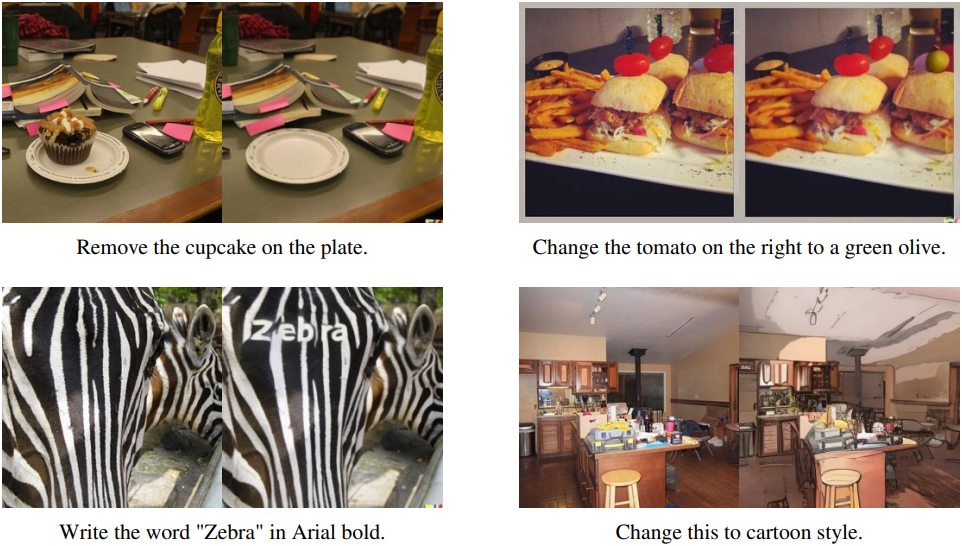 Remove the cupcake on the plate.
Change the tomato on the right to a green olive.
Zebra
Write the word "Zebra" in Arial bold.
Change this to cartoon style.